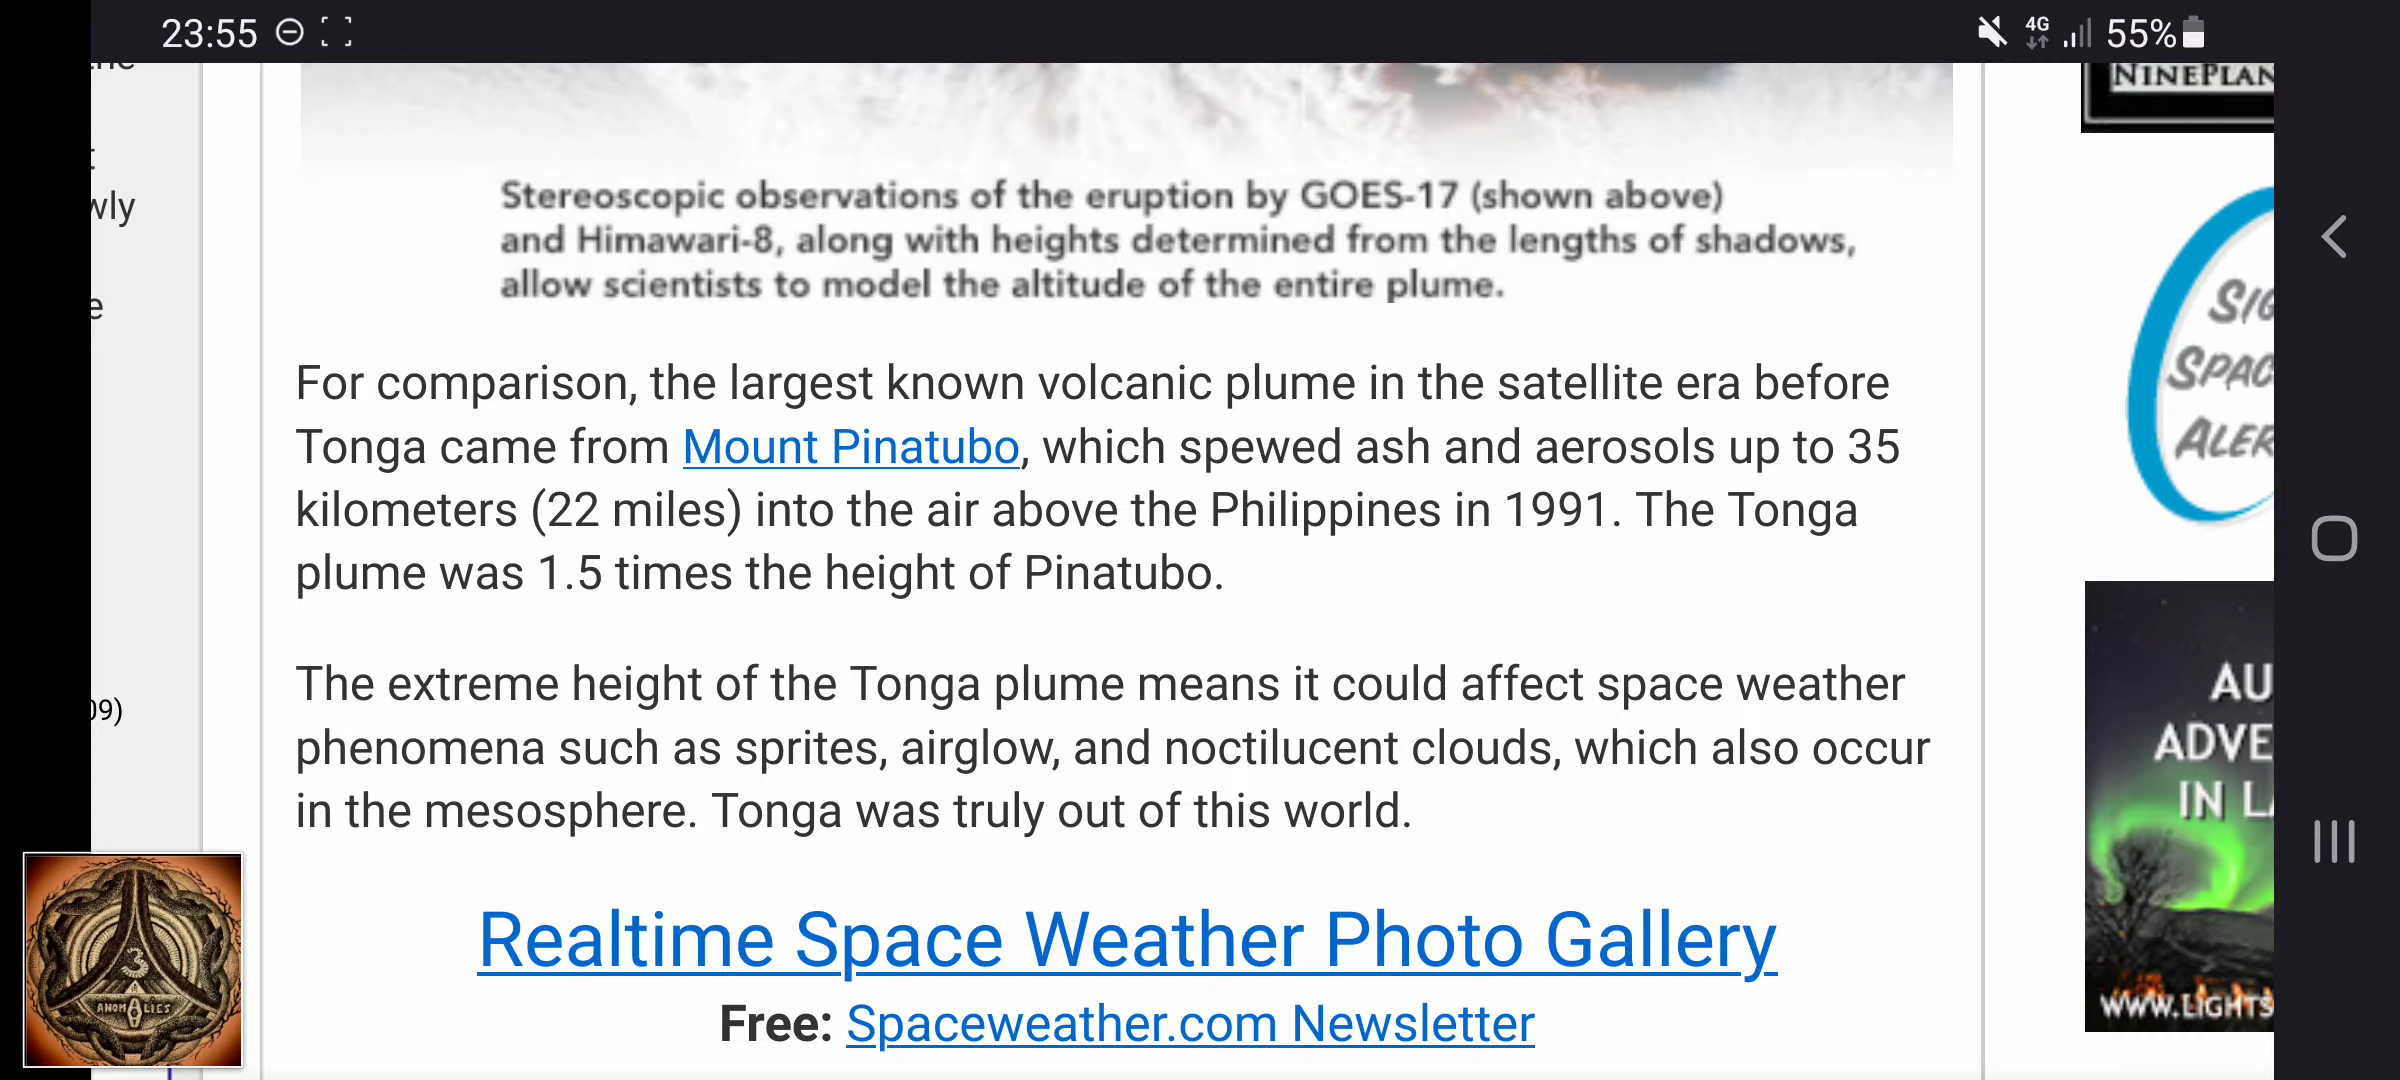 23:55
4G
55%
wly
e
09)
NINEPLAN
Stereoscopic observations of the eruption by GOES-17 (shown above)
and Himawari-8, along with heights determined from the lengths of shadows,
allow scientists to model the altitude of the entire plume.
For comparison, the largest known volcanic plume in the satellite era before
Tonga came from Mount Pinatubo, which spewed ash and aerosols up to 35
kilometers (22 miles) into the air above the Philippines in 1991. The Tonga
plume was 1.5 times the height of Pinatubo.
The extreme height of the Tonga plume means it could affect space weather
phenomena such as sprites, airglow, and noctilucent clouds, which also occur
in the mesosphere. Tonga was truly out of this world.
Realtime Space Weather Photo Gallery
Free: Spaceweather.com Newsletter
SIG
SPAC
ALER
AU
ADVE
IN LA
WWW.LIGHTS
3
ANOMALIES